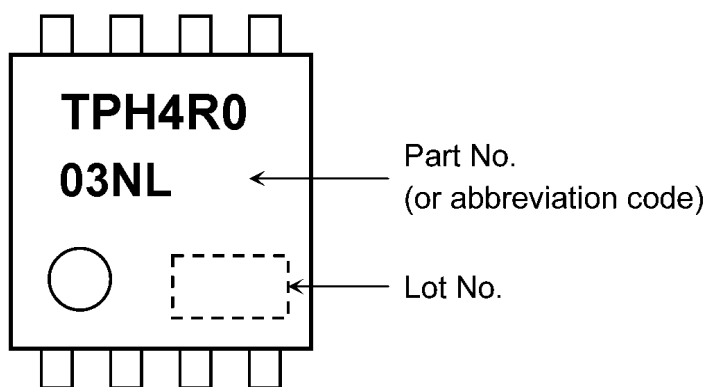 TPH4R0
03NL
Part No.
(or abbreviation code)
Lot No.